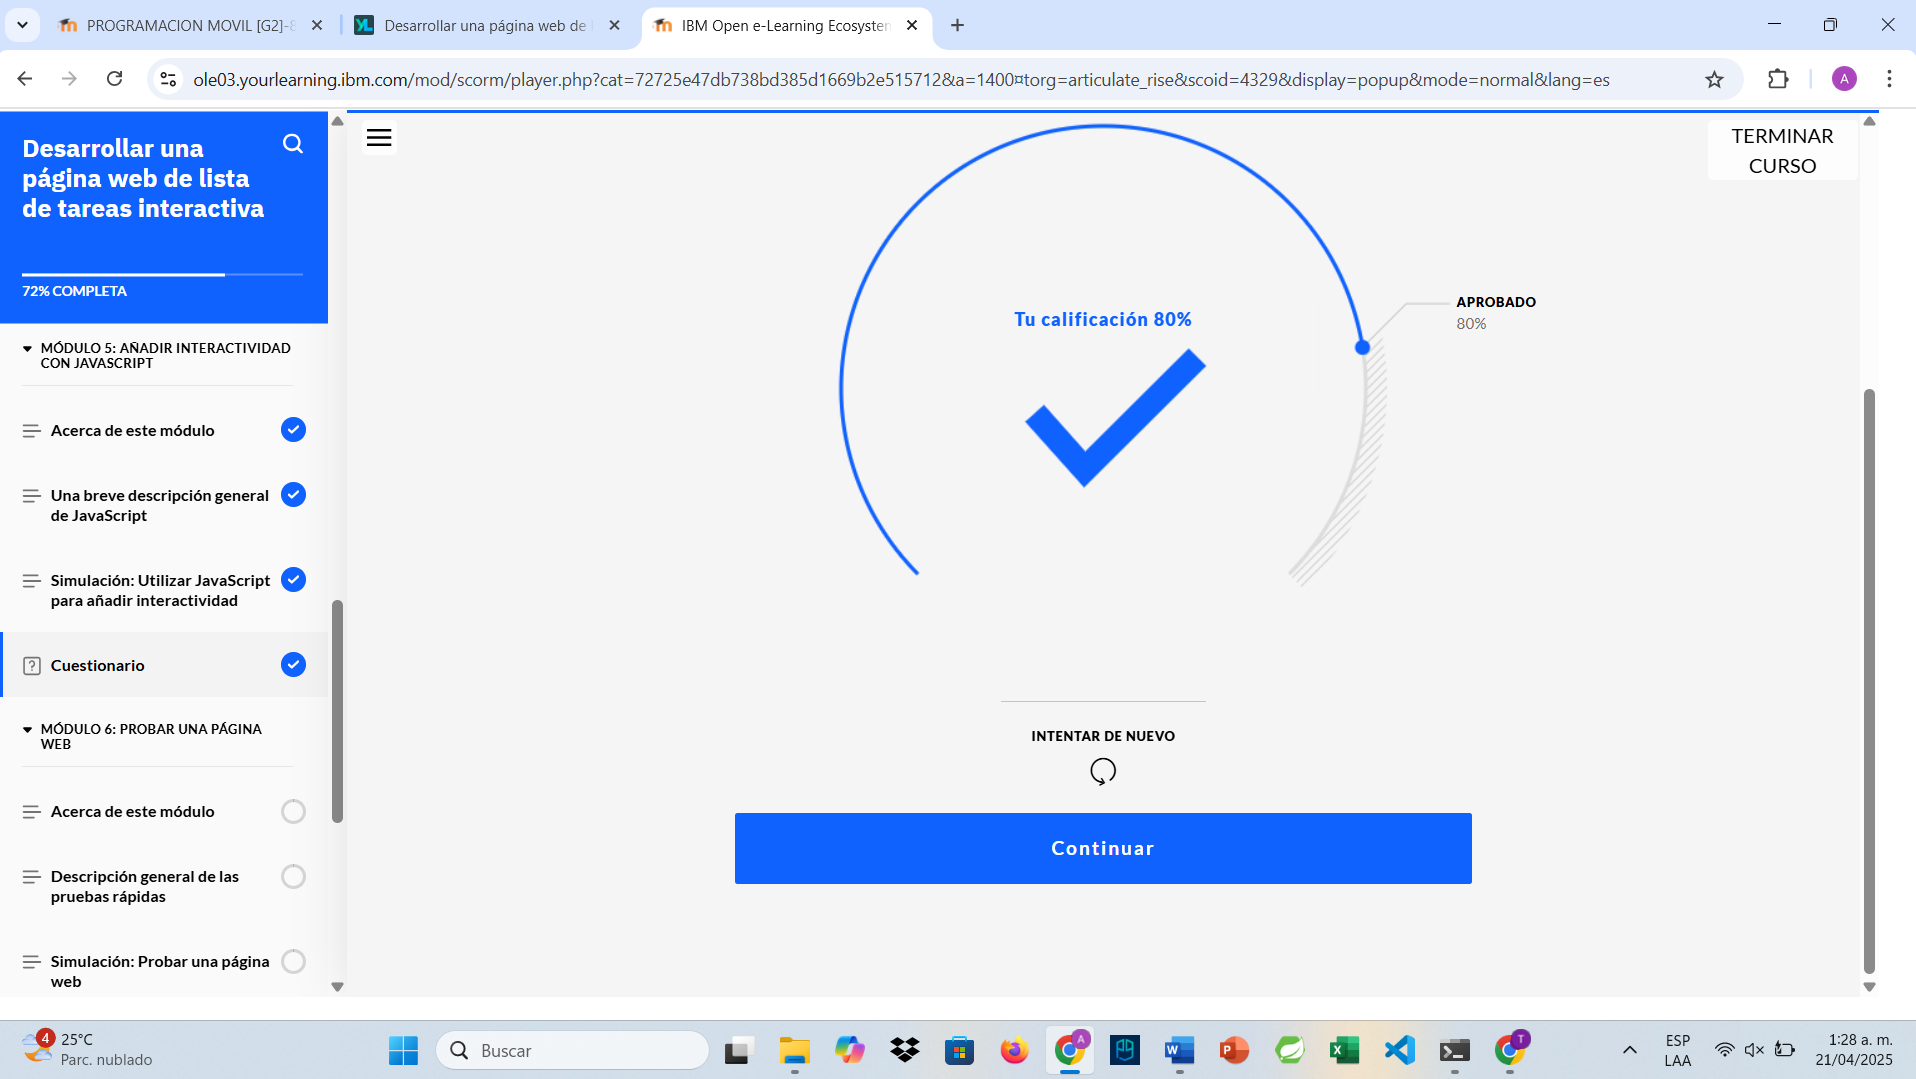 PROGRAMACION MOVIL [G2]-8
Desarrollar una página web de l
IBM Open e-Learning Ecosystem
ole03.yourlearning.ibm.com/mod/scorm/player.php?cat=72725e47db738bd385d1669b2e515712&a=1400¤torg=articulate_rise&scoid=4329&display=popup&mode=normal&lang=es
A
Desarrollar una
página web de lista
de tareas interactiva
72% COMPLETA
MÓDULO 5: AÑADIR INTERACTIVIDAD
CON JAVASCRIPT
Acerca de este módulo
Una breve descripción general
de JavaScript
Simulación: Utilizar JavaScript
para añadir interactividad
Cuestionario
MÓDULO 6: PROBAR UNA PÁGINA
WEB
Acerca de este módulo
Descripción general de las
pruebas rápidas
Simulación: Probar una página
web
TERMINAR
CURSO
Tu calificación 80%
APROBADO
80%
INTENTAR DE NUEVO
Continuar
4
25°C
Parc. nublado
Buscar
A
T
ESP
LAA
1:28 a. m.
21/04/2025